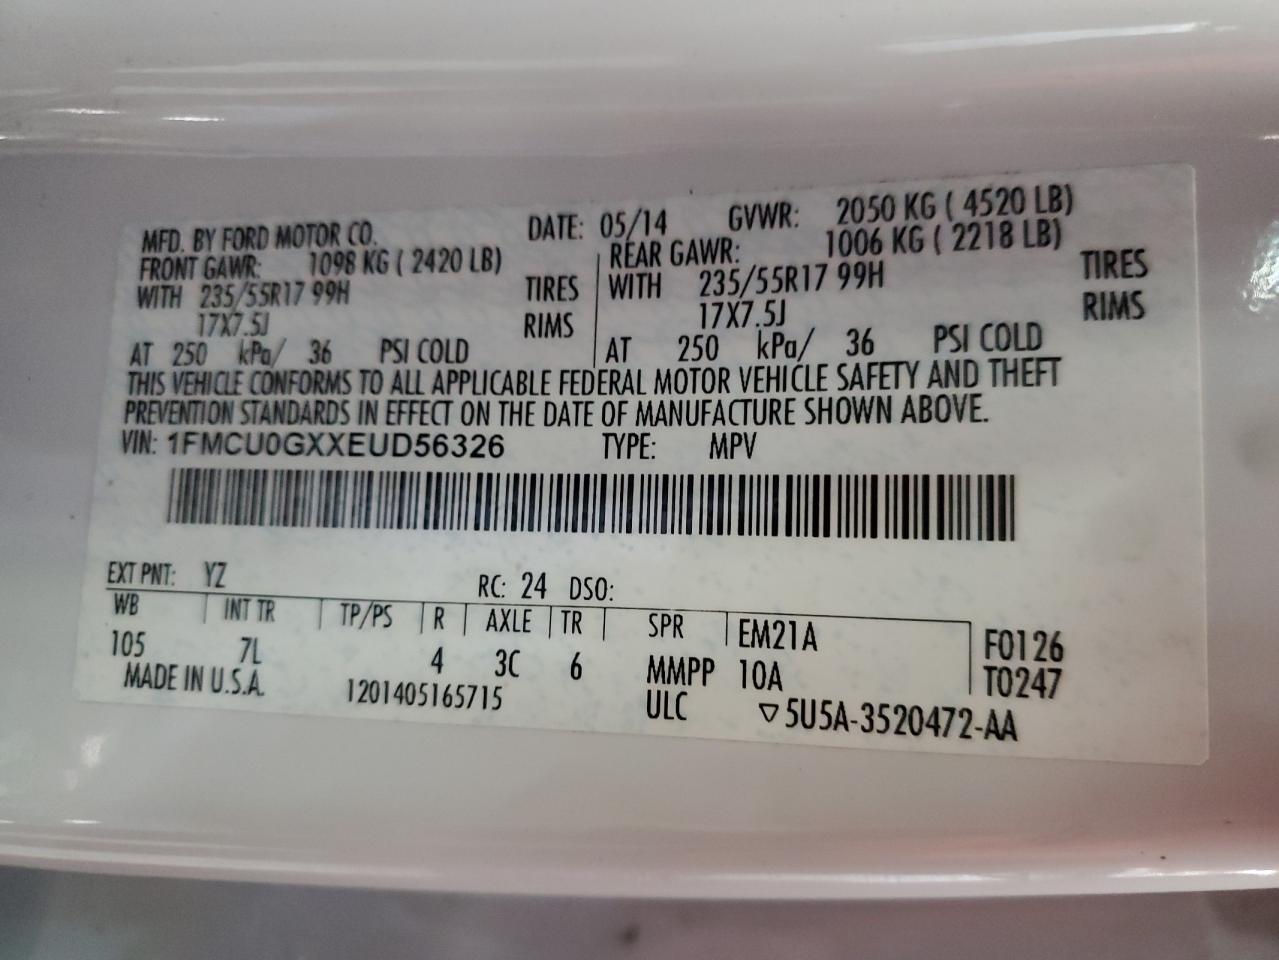 MFD. BY FORD MOTOR CO. DATE: 05/14 GVWR: 2050 KG ( 4520 LB)
FRONT GAWR: 1098 KG ( 2420 LB) REAR GAWR: 1006 KG ( 2218 LB)
WITH 235/55R17 99H TIRES WITH 235/55R17 99H TIRES
17X7.5J RIMS 17X7.5J RIMS
AT 250 kPa/ 36 PSI COLD AT 250 kPa/ 36 PSI COLD
THIS VEHICLE CONFORMS TO ALL APPLICABLE FEDERAL MOTOR VEHICLE SAFETY AND THEFT
PREVENTION STANDARDS IN EFFECT ON THE DATE OF MANUFACTURE SHOWN ABOVE.
VIN: 1FMCU0GXXEUD56326 TYPE: MPV
EXT PNT: YZ RC: 24 DSO:
WB INT TR TP/PS R AXLE TR SPR EM21A F0126
105 7L 4 3C 6 MMPP 10A T0247
MADE IN U.S.A. 1201405165715 ULC ▽5U5A-3520472-AA